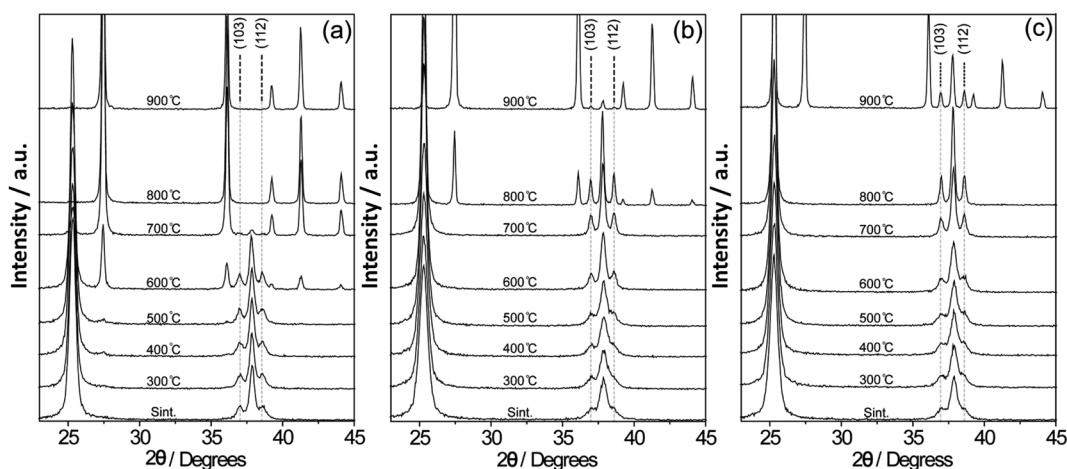 (103)
(112)
(a)
900°C
800°C
700°C
600°C
500°C
400°C
300°C
Sint.
Intensity / a.u.
25 30 35 40 45
2θ / Degrees
(103)
(112)
(b)
900°C
800°C
700°C
600°C
500°C
400°C
300°C
Sint.
Intensity / a.u.
25 30 35 40 45
2θ / Degrees
(103)
(112)
(c)
900°C
800°C
700°C
600°C
500°C
400°C
300°C
Sint.
Intensity / a.u.
25 30 35 40 45
2θ / Degrees